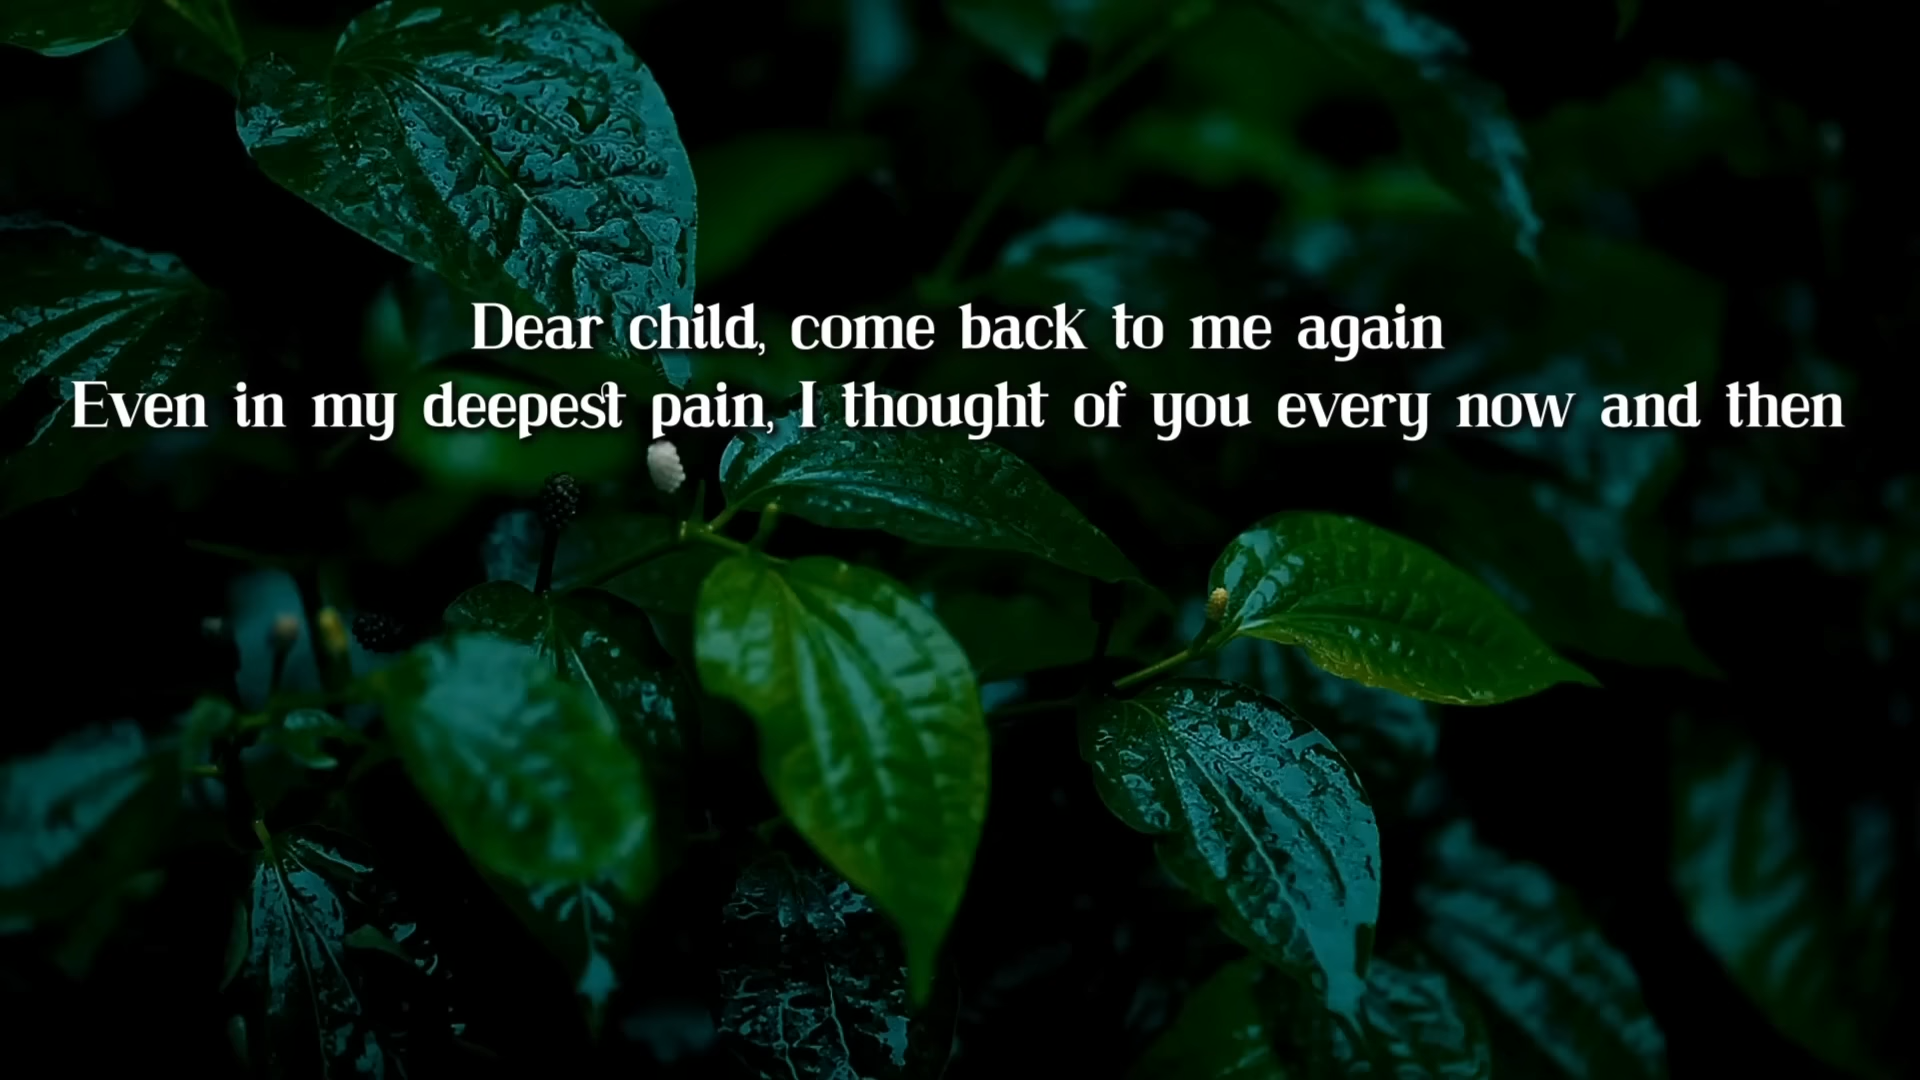 Dear child, come back to me again
Even in my deepest pain, I thought of you every now and then